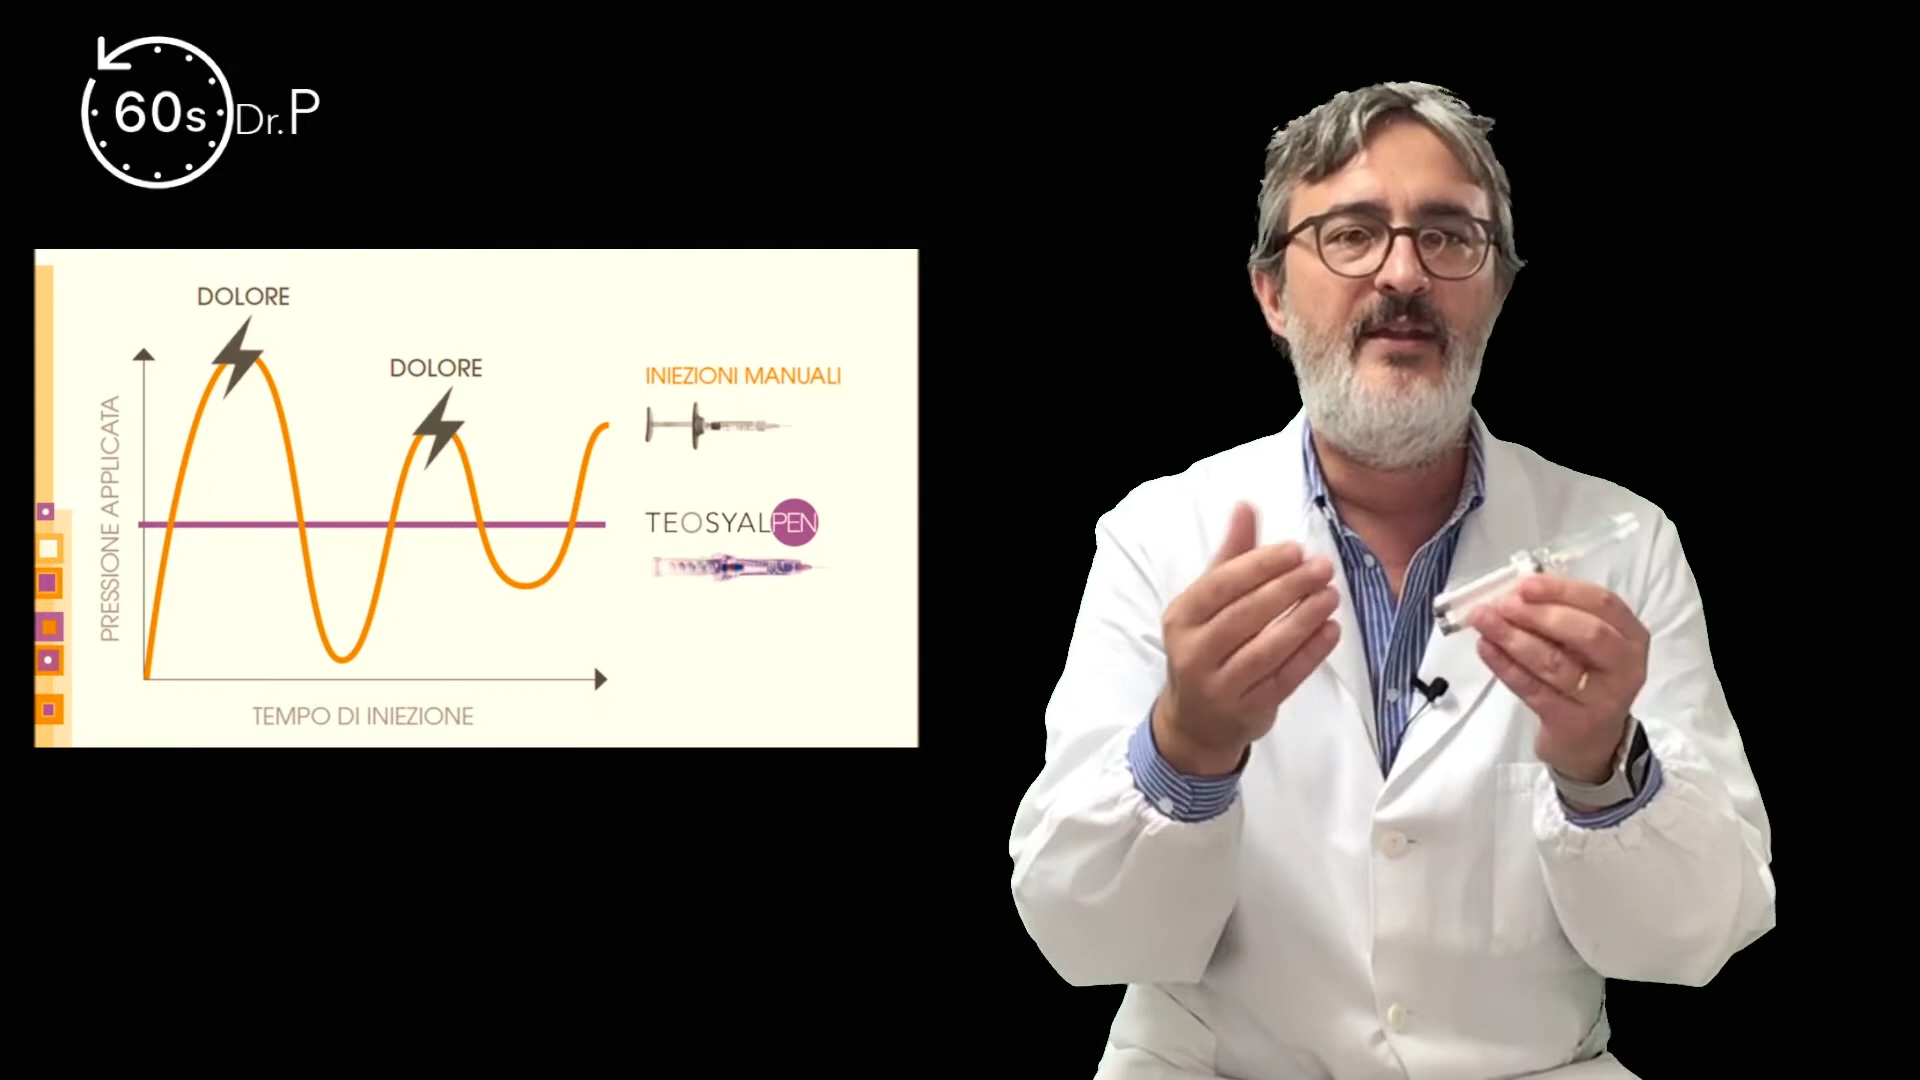 60s Dr.P
DOLORE
DOLORE
PRESSIONE APPLICATA
TEMPO DI INIEZIONE
INIEZIONI MANUALI
TEOSYALPEN